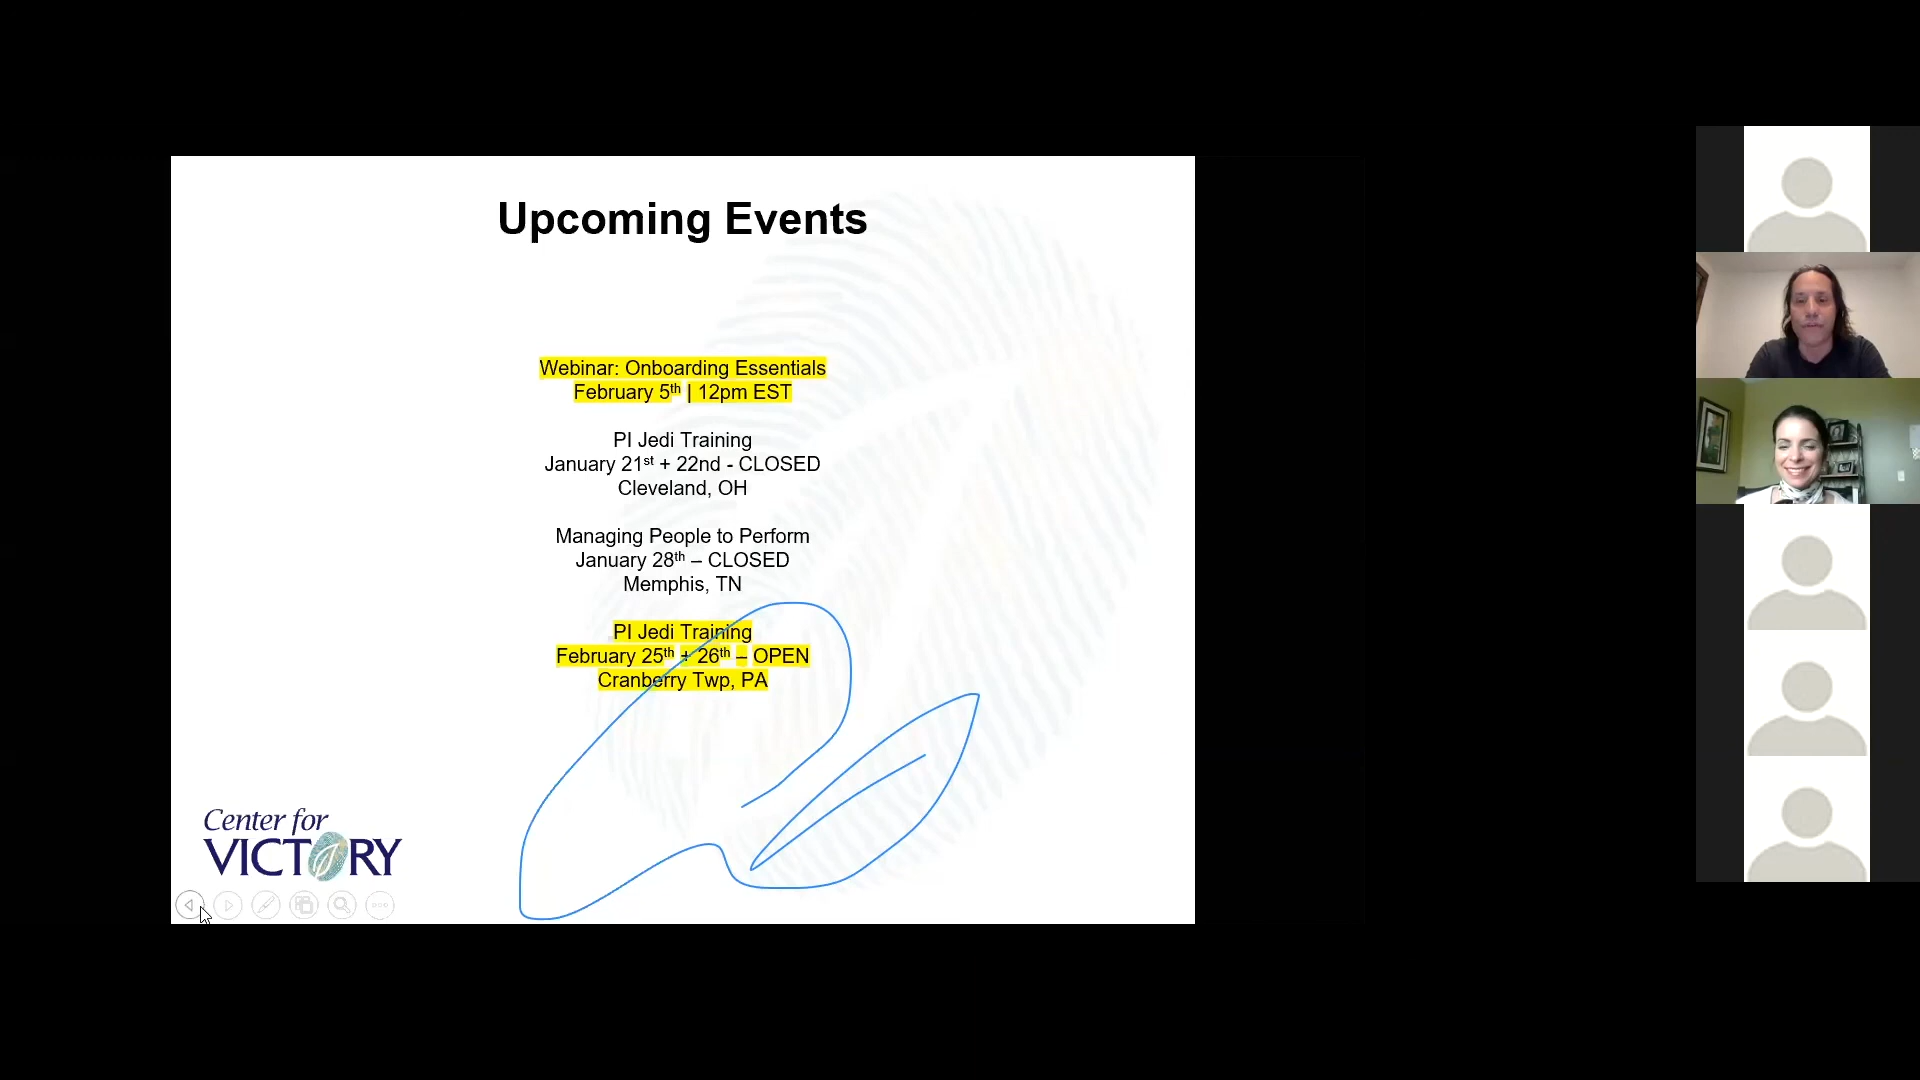 Upcoming Events
Webinar: Onboarding Essentials
February 5th | 12pm EST
PI Jedi Training
January 21st + 22nd - CLOSED
Cleveland, OH
Managing People to Perform
January 28th – CLOSED
Memphis, TN
PI Jedi Training
February 25th + 26th – OPEN
Cranberry Twp, PA
Center for
VICTORY